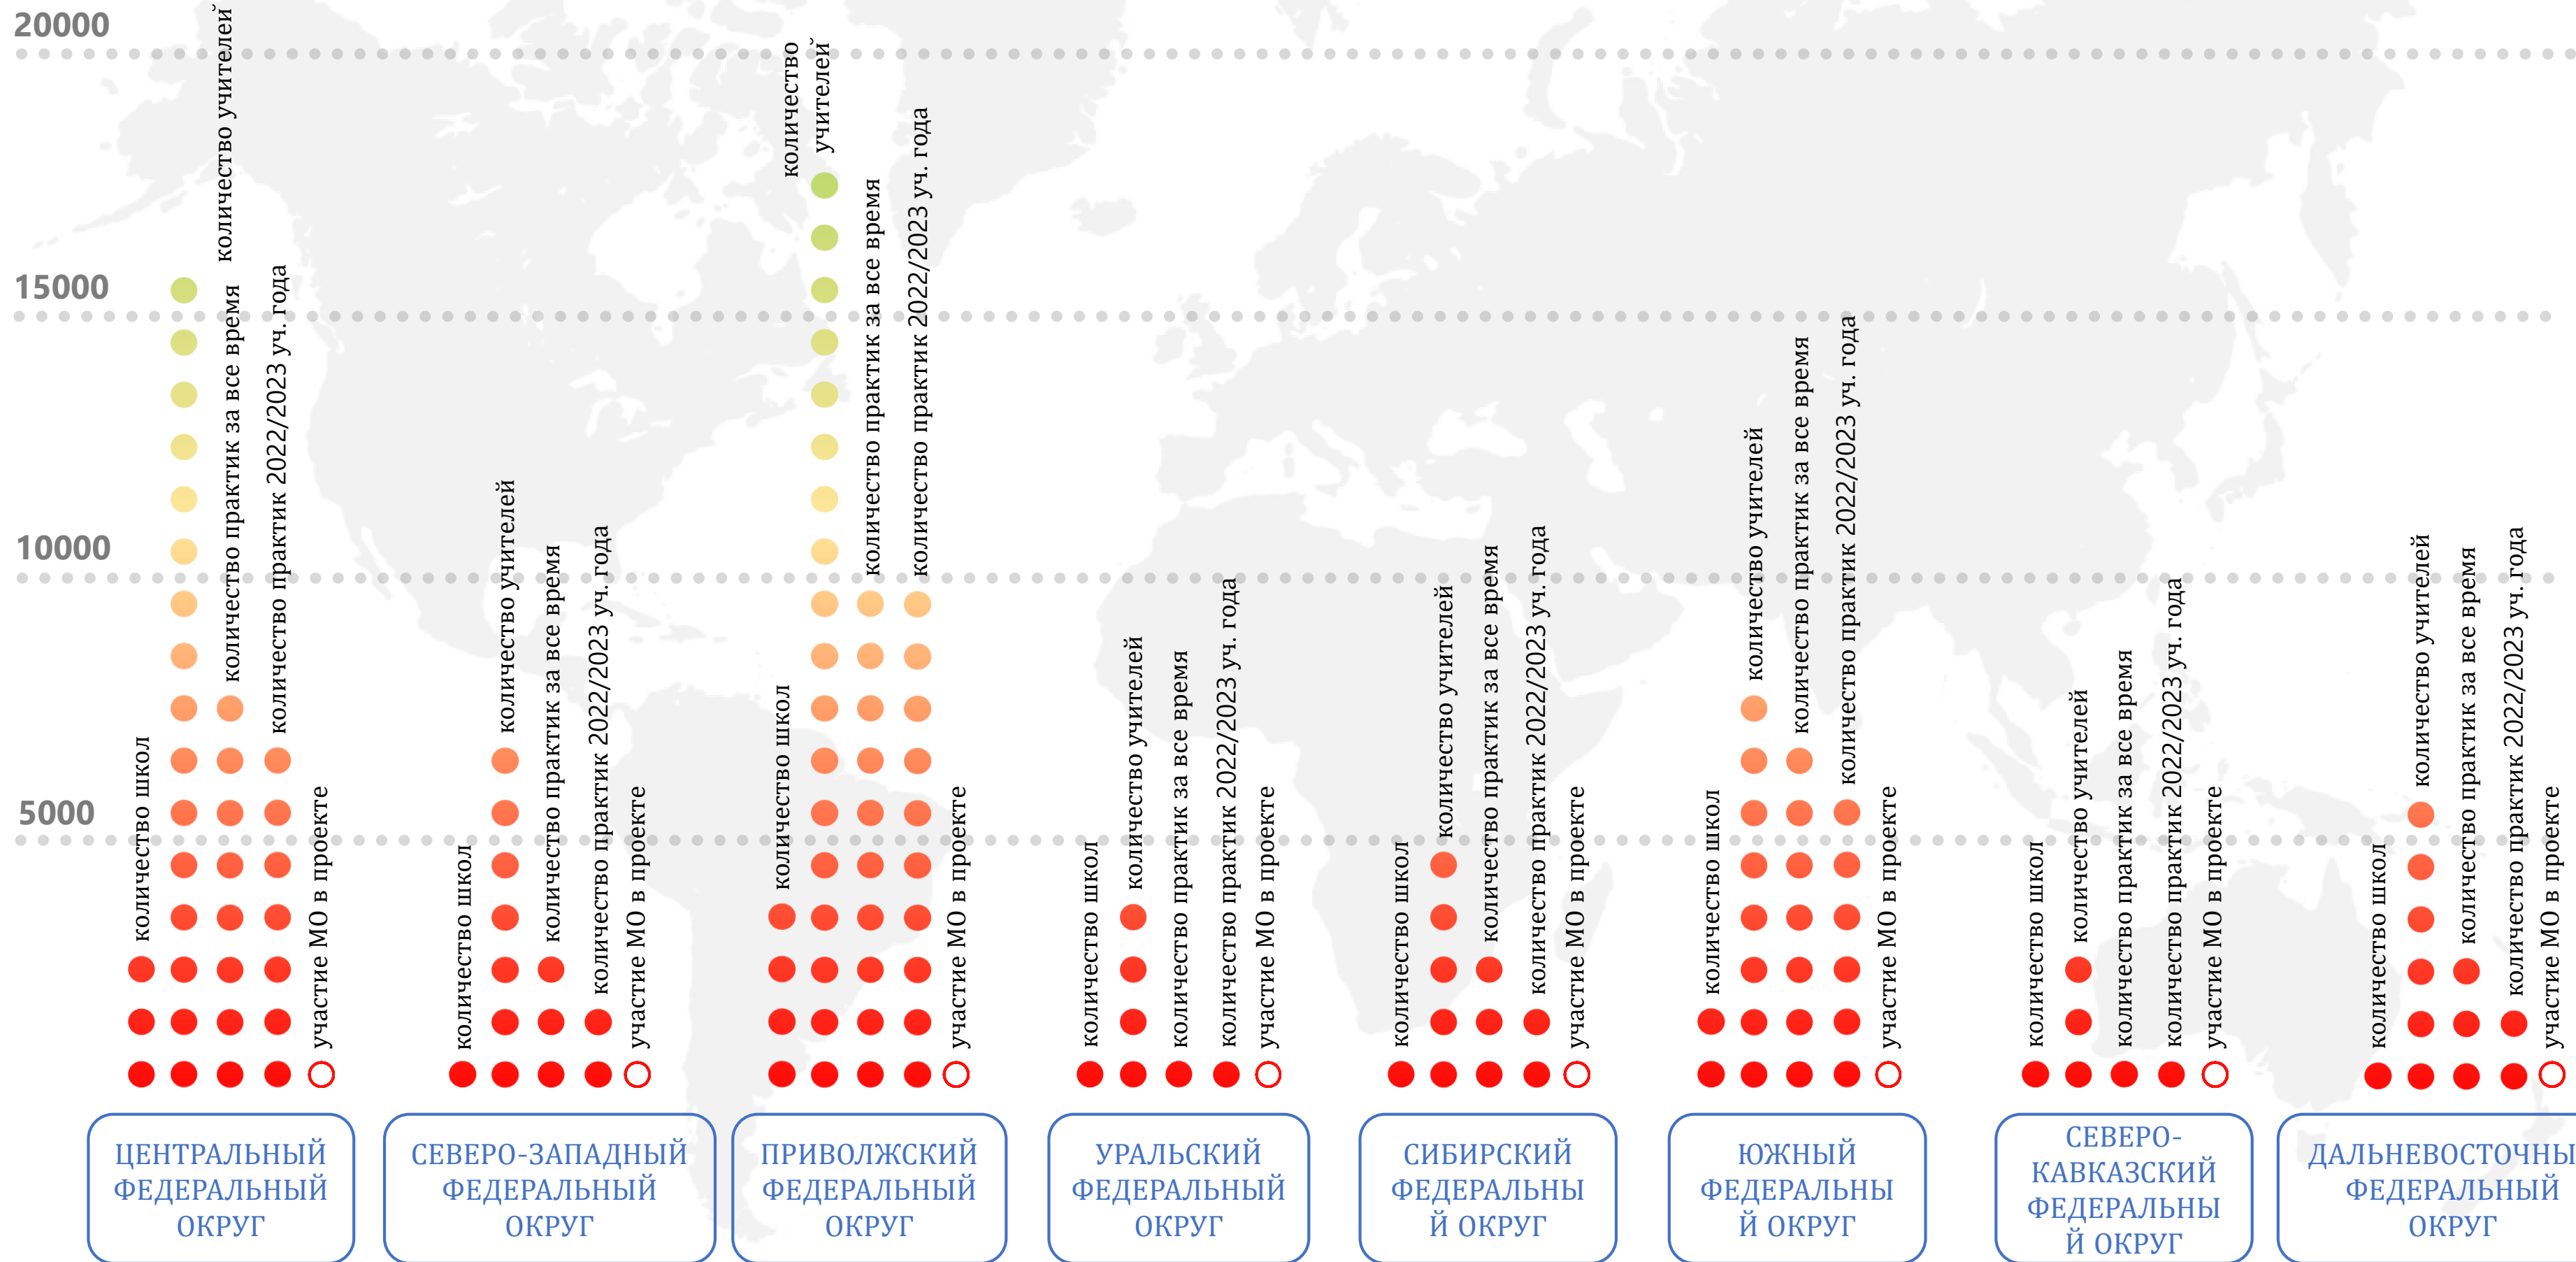 20000
15000
10000
5000
количество школ
количество учителей
количество практик за все время
количество практик 2022/2023 уч. года
участие МО в проекте
ЦЕНТРАЛЬНЫЙ
ФЕДЕРАЛЬНЫЙ
ОКРУГ
количество школ
количество учителей
количество практик за все время
количество практик 2022/2023 уч. года
участие МО в проекте
СЕВЕРО-ЗАПАДНЫЙ
ФЕДЕРАЛЬНЫЙ
ОКРУГ
количество школ
количество
учителей
количество практик за все время
количество практик 2022/2023 уч. года
участие МО в проекте
ПРИВОЛЖСКИЙ
ФЕДЕРАЛЬНЫЙ
ОКРУГ
количество школ
количество учителей
количество практик за все время
количество практик 2022/2023 уч. года
участие МО в проекте
УРАЛЬСКИЙ
ФЕДЕРАЛЬНЫЙ
ОКРУГ
количество школ
количество учителей
количество практик за все время
количество практик 2022/2023 уч. года
участие МО в проекте
СИБИРСКИЙ
ФЕДЕРАЛЬНЫ
Й ОКРУГ
количество школ
количество учителей
количество практик за все время
количество практик 2022/2023 уч. года
участие МО в проекте
ЮЖНЫЙ
ФЕДЕРАЛЬНЫ
Й ОКРУГ
количество школ
количество учителей
количество практик за все время
количество практик 2022/2023 уч. года
участие МО в проекте
СЕВЕРО-
КАВКАЗСКИЙ
ФЕДЕРАЛЬНЫ
Й ОКРУГ
количество школ
количество учителей
количество практик за все время
количество практик 2022/2023 уч. года
участие МО в проекте
ДАЛЬНЕВОСТОЧНЫ
ФЕДЕРАЛЬНЫЙ
ОКРУГ